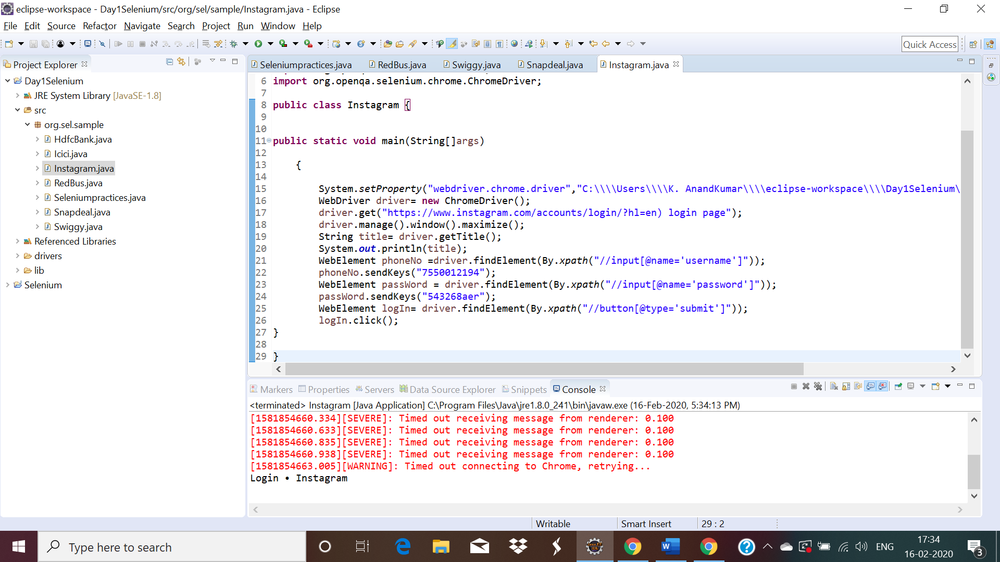 eclipse-workspace - Day1Selenium/src/org/sel/sample/Instagram.java - Eclipse
File Edit Source Refactor Navigate Search Project Run Window Help
Quick Access
Project Explorer
Day1Selenium
JRE System Library [JavaSE-1.8]
src
org.sel.sample
HdfcBank.java
Icici.java
Instagram.java
RedBus.java
Seleniumpractices.java
Snapdeal.java
Swiggy.java
Referenced Libraries
drivers
lib
Selenium
Seleniumpractices.java RedBus.java Swiggy.java Snapdeal.java Instagram.java
6 import org.openqa.selenium.chrome.ChromeDriver;
7
8 public class Instagram {
9
10
11 public static void main(String[]args)
12
13 {
14
15 System.setProperty("webdriver.chrome.driver","C:\\\\Users\\\\K. AnandKumar\\\\eclipse-workspace\\\\Day1Selenium\
16 WebDriver driver= new ChromeDriver();
17 driver.get("https://www.instagram.com/accounts/login/?hl=en) login page");
18 driver.manage().window().maximize();
19 String title= driver.getTitle();
20 System.out.println(title);
21 WebElement phoneNo =driver.findElement(By.xpath("//input[@name='username']"));
22 phoneNo.sendKeys("7550012194");
23 WebElement passWord = driver.findElement(By.xpath("//input[@name='password']"));
24 passWord.sendKeys("543268aer");
25 WebElement logIn= driver.findElement(By.xpath("//button[@type='submit']"));
26 logIn.click();
27 }
28
29 }
Markers Properties Servers Data Source Explorer Snippets Console
<terminated> Instagram [Java Application] C:\Program Files\Java\jre1.8.0_241\bin\javaw.exe (16-Feb-2020, 5:34:13 PM)
[1581854660.334][SEVERE]: Timed out receiving message from renderer: 0.100
[1581854660.633][SEVERE]: Timed out receiving message from renderer: 0.100
[1581854660.835][SEVERE]: Timed out receiving message from renderer: 0.100
[1581854660.938][SEVERE]: Timed out receiving message from renderer: 0.100
[1581854663.005][WARNING]: Timed out connecting to Chrome, retrying...
Login • Instagram
Writable Smart Insert 29 : 2
Type here to search
ENG
17:34
16-02-2020
3